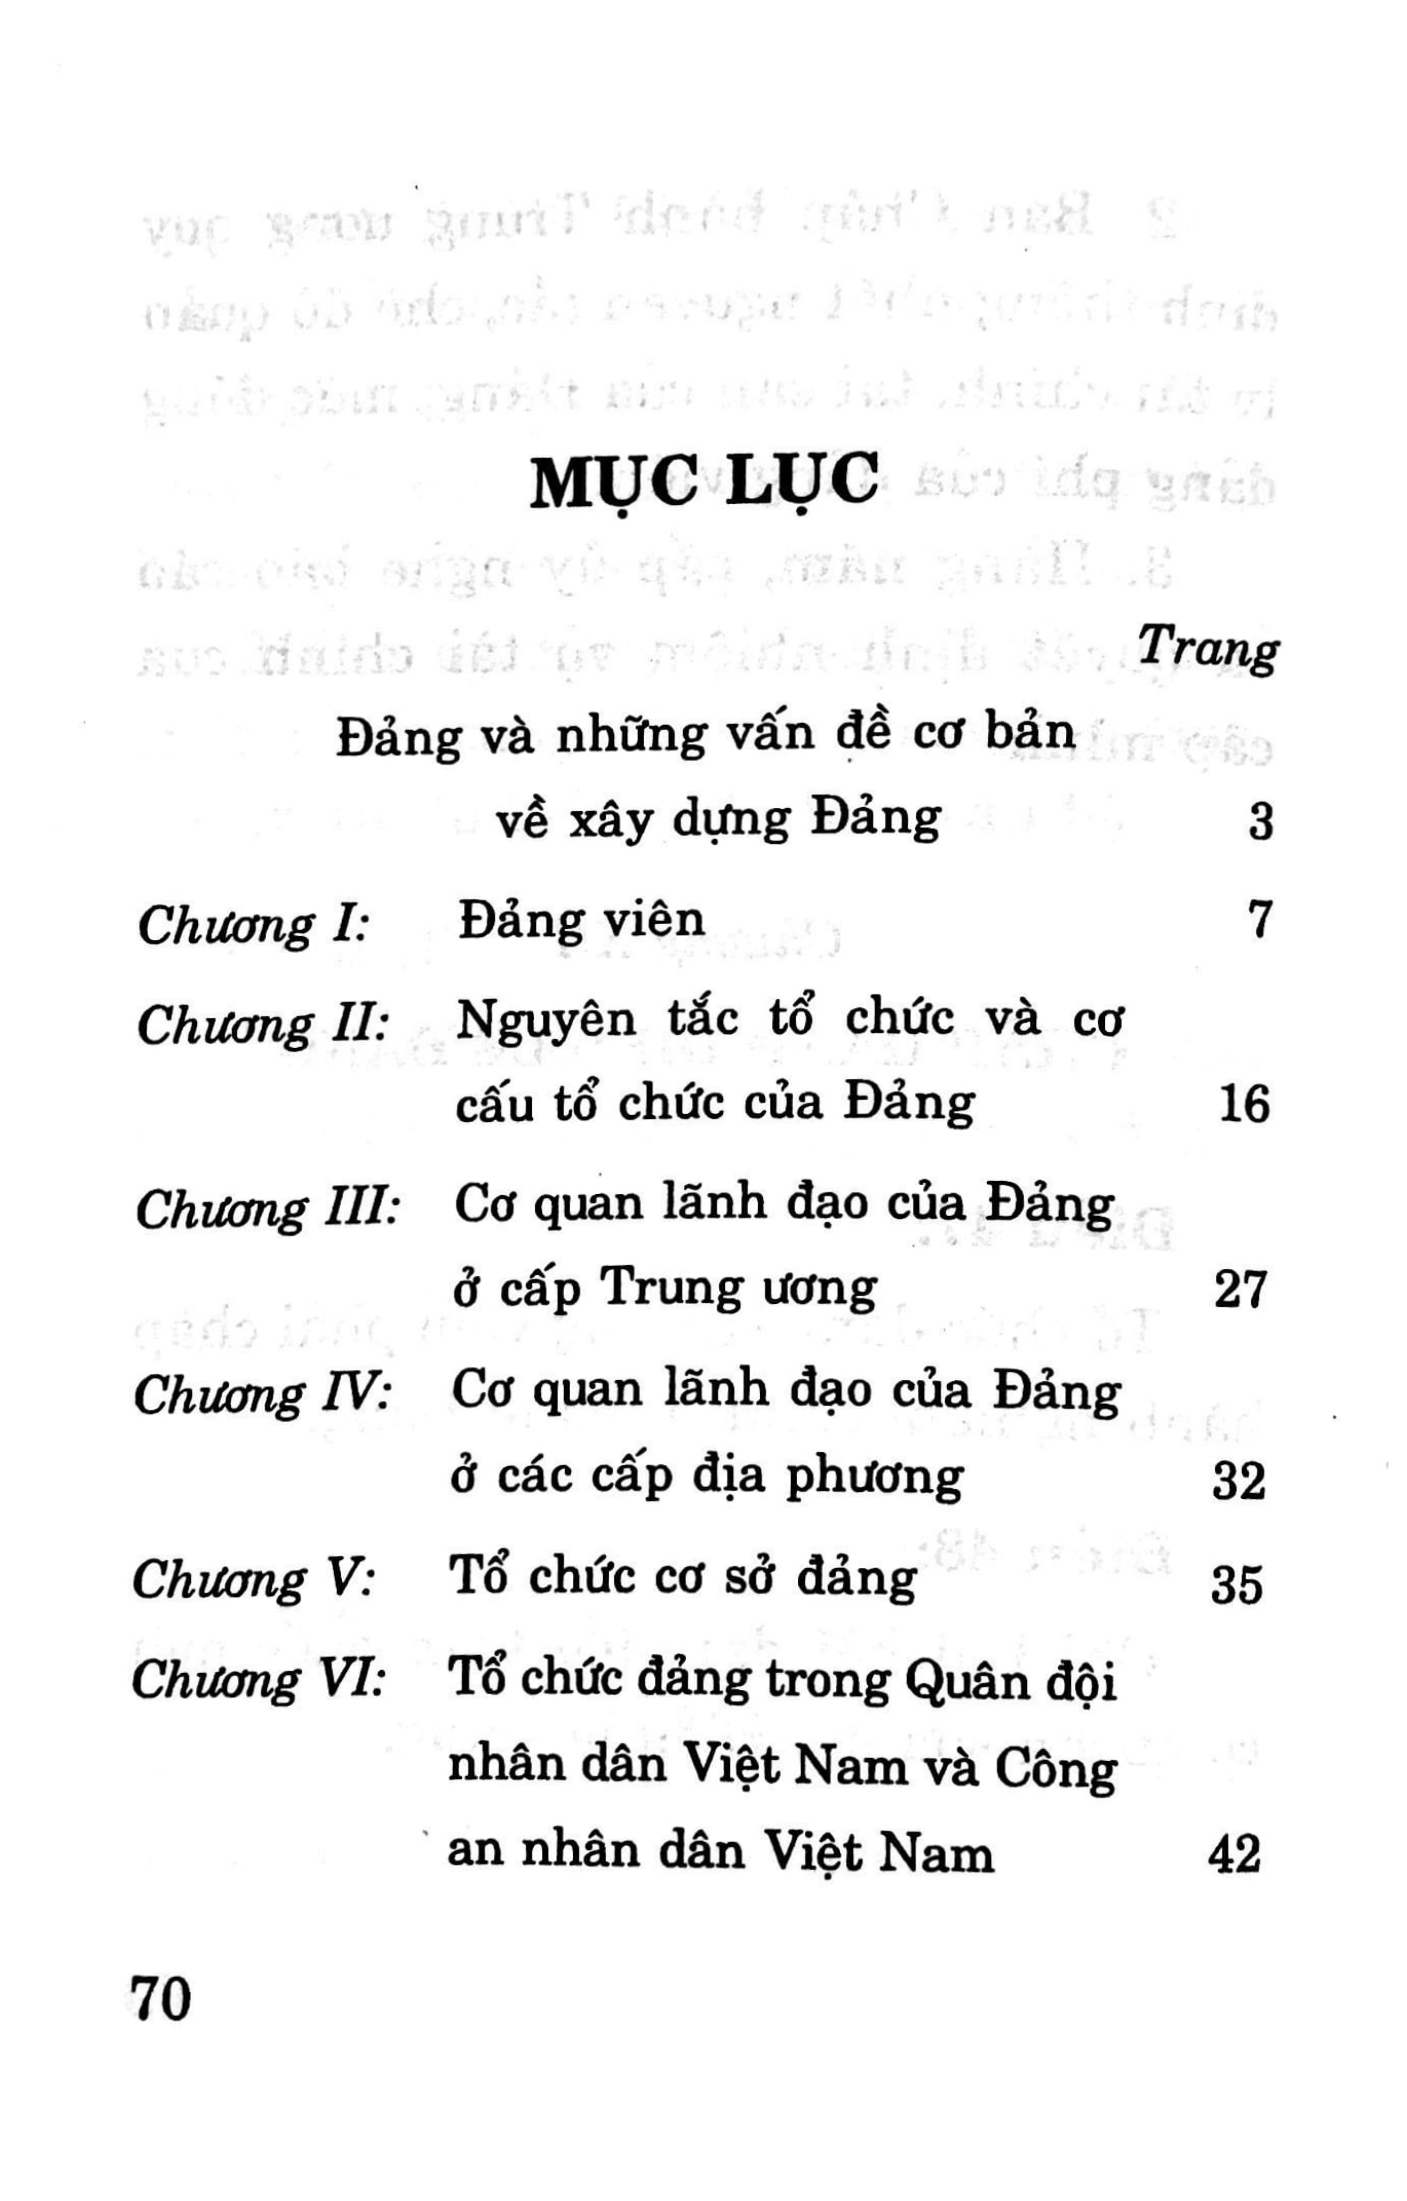 MỤC LỤC
Trang
Đảng và những vấn đề cơ bản
về xây dựng Đảng 3
Chương I: Đảng viên 7
Chương II: Nguyên tắc tổ chức và cơ
cấu tổ chức của Đảng 16
Chương III: Cơ quan lãnh đạo của Đảng
ở cấp Trung ương 27
Chương IV: Cơ quan lãnh đạo của Đảng
ở các cấp địa phương 32
Chương V: Tổ chức cơ sở đảng 35
Chương VI: Tổ chức đảng trong Quân đội
nhân dân Việt Nam và Công
an nhân dân Việt Nam 42
70